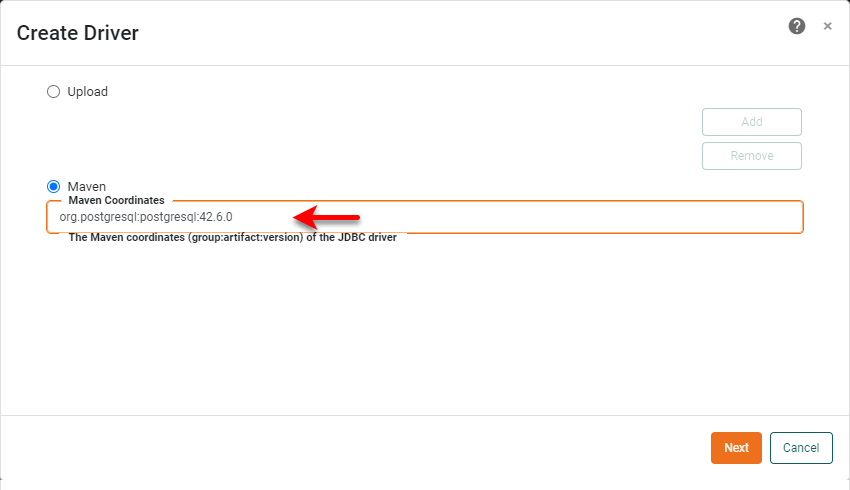 Create Driver
? ×
Upload
Add
Remove
Maven
Maven Coordinates
org.postgresql:postgresql:42.6.0
The Maven coordinates (group:artifact:version) of the JDBC driver
Next
Cancel